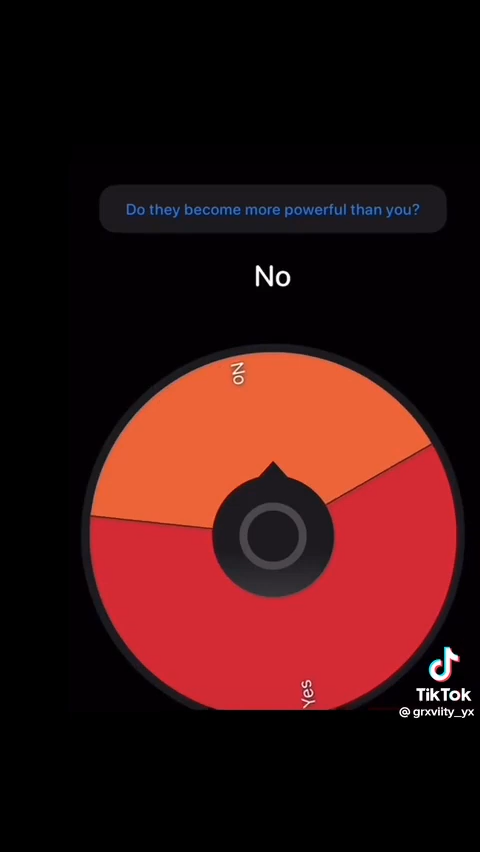 Do they become more powerful than you?
No
No
Yes
TikTok
@ grxviity_yx